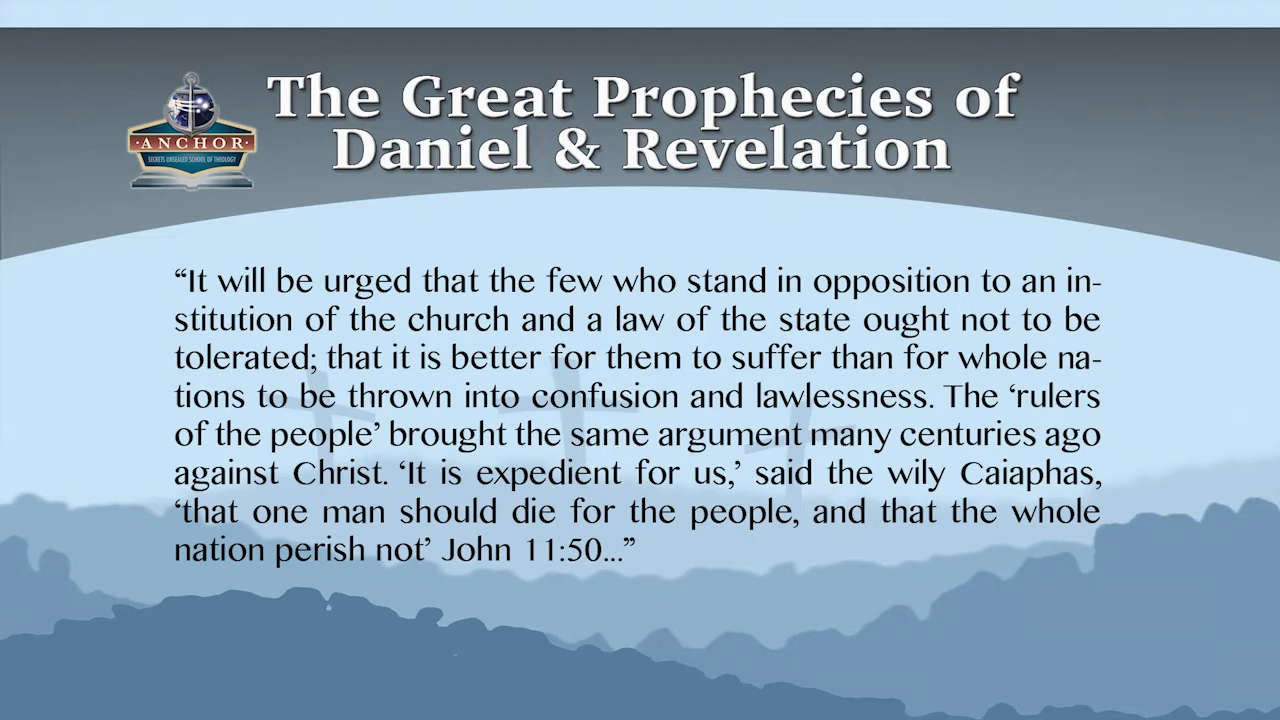 The Great Prophecies of
Daniel & Revelation
·ANCHOR·
SECRETS UNSEALED SCHOOL OF THEOLOGY
“It will be urged that the few who stand in opposition to an in-
stitution of the church and a law of the state ought not to be
tolerated; that it is better for them to suffer than for whole na-
tions to be thrown into confusion and lawlessness. The ‘rulers
of the people’ brought the same argument many centuries ago
against Christ. ‘It is expedient for us,’ said the wily Caiaphas,
‘that one man should die for the people, and that the whole
nation perish not’ John 11:50...”